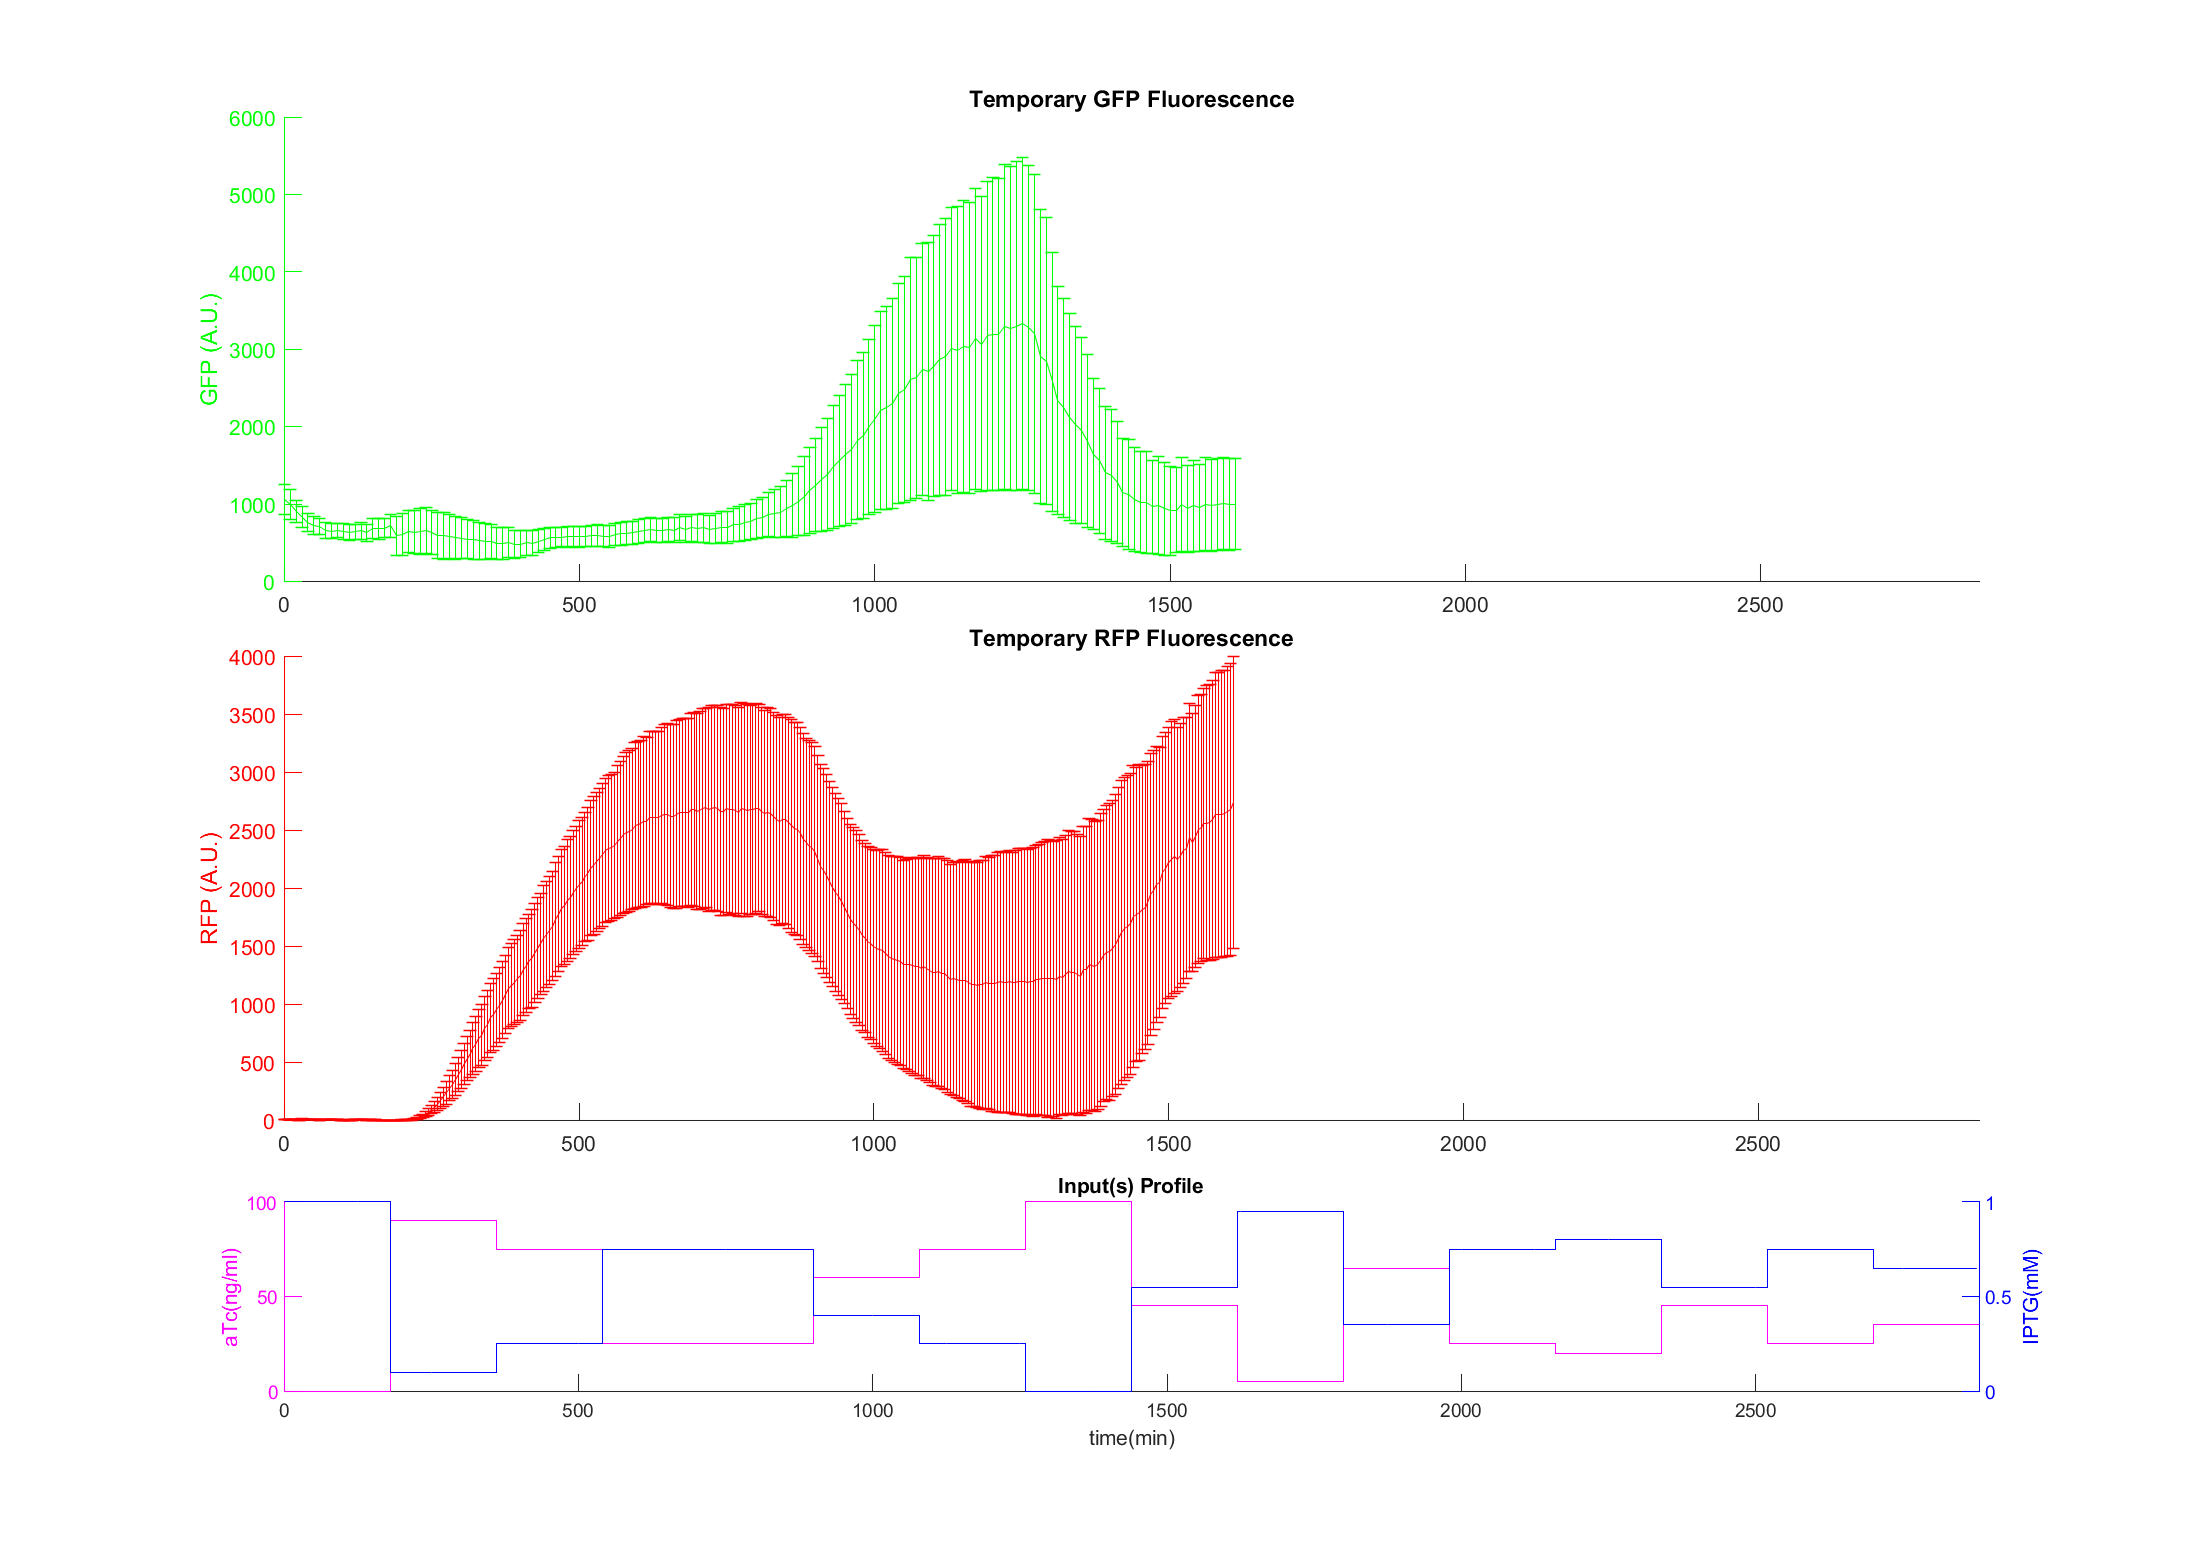 Temporary GFP Fluorescence
6000
5000
4000
3000
2000
1000
0
GFP (A.U.)
0 500 1000 1500 2000 2500
Temporary RFP Fluorescence
4000
3500
3000
2500
2000
1500
1000
500
0
RFP (A.U.)
0 500 1000 1500 2000 2500
Input(s) Profile
100
50
0
aTc(ng/ml)
1
0.5
0
IPTG(mM)
0 500 1000 1500 2000 2500
time(min)